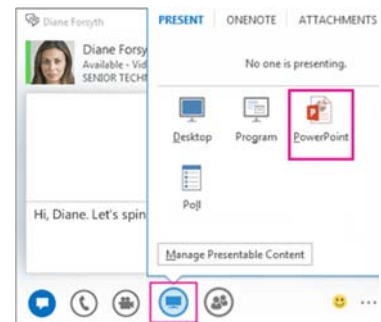 Diane Forsyth
PRESENT ONENOTE ATTACHMENTS
Diane Forsy
Available - Vid
SENIOR TECHN
No one is presenting.
Desktop Program PowerPoint
Poll
Hi, Diane. Let's spin
Manage Presentable Content